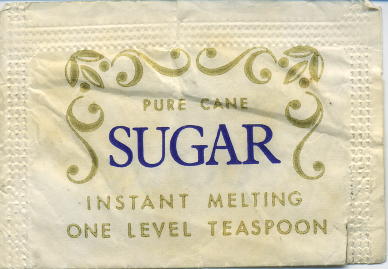 PURE CANE
SUGAR
INSTANT MELTING
ONE LEVEL TEASPOON